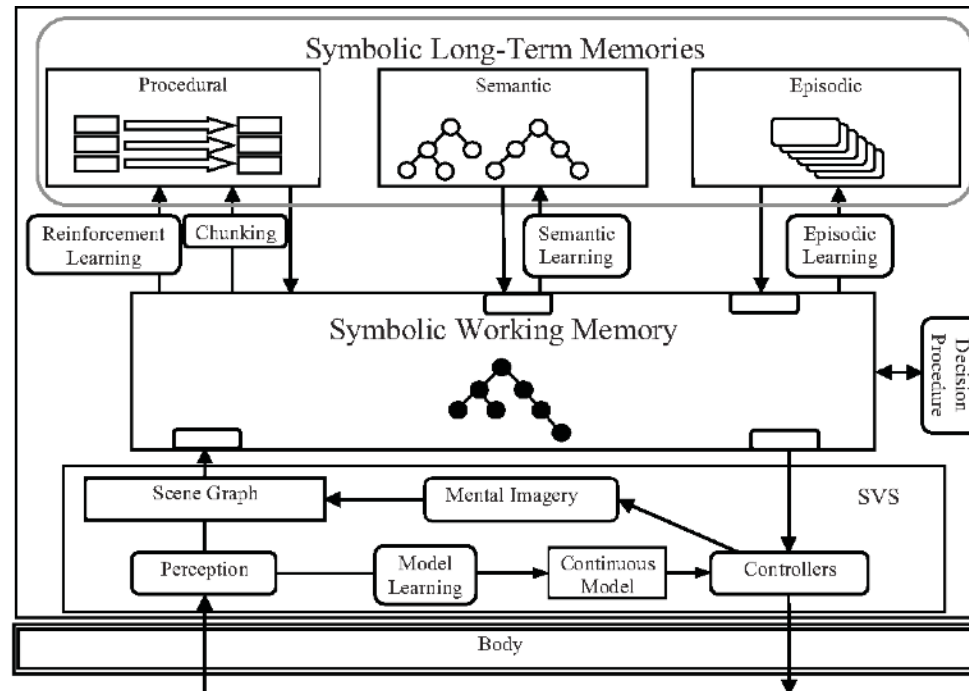 Symbolic Long-Term Memories
Procedural
Semantic
Episodic
Reinforcement
Learning
Chunking
Semantic
Learning
Episodic
Learning
Symbolic Working Memory
Decision
Procedure
Scene Graph
Mental Imagery
SVS
Perception
Model
Learning
Continuous
Model
Controllers
Body